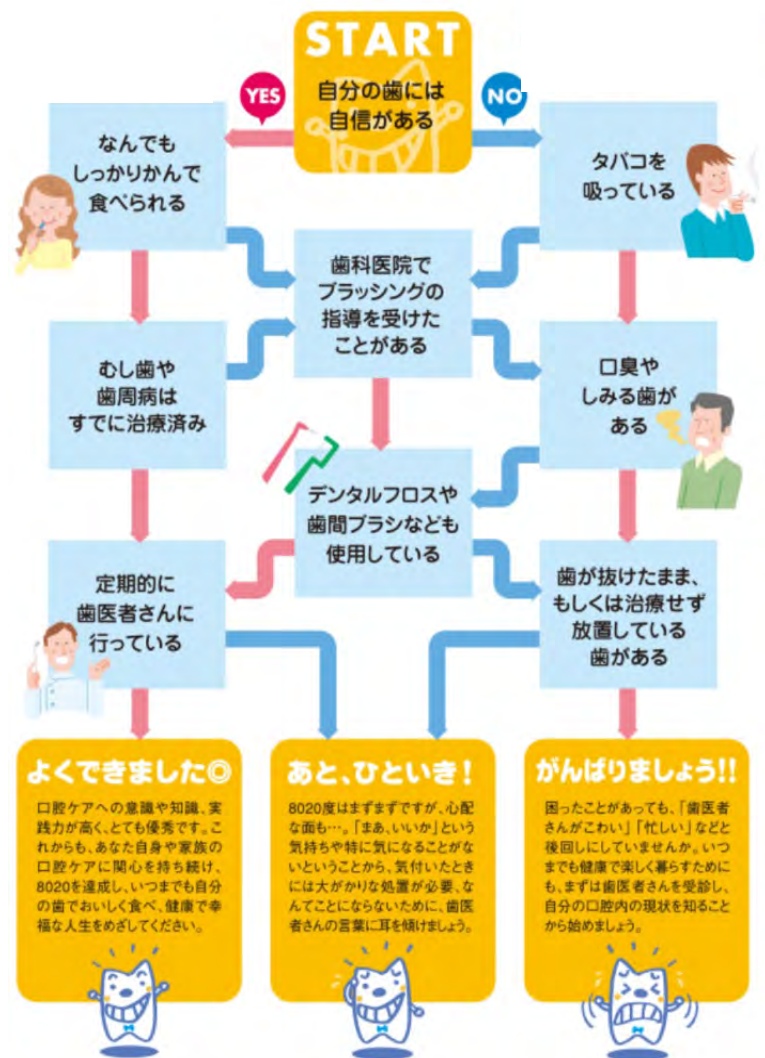 START
自分の歯には
自信がある
YES
NO
なんでも
しっかりかんで
食べられる
タバコを
吸っている
歯科医院で
ブラッシングの
指導を受けた
ことがある
むし歯や
歯周病は
すでに治療済み
口臭や
しみる歯が
ある
デンタルフロスや
歯間ブラシなども
使用している
定期的に
歯医者さんに
行っている
歯が抜けたまま、
もしくは治療せず
放置している
歯がある
よくできました◎
口腔ケアへの意識や知識、実
践力が高く、とても優秀です。こ
れからも、あなた自身や家族の
口腔ケアに関心を持ち続け、
8020を達成し、いつまでも自分
の歯でおいしく食べ、健康で幸
福な人生をめざしてください。
あと、ひといき！
8020度はまずまずですが、心配
な面も…。「まあ、いいか」という
気持ちや特に気になることがな
いということから、気付いたとき
には大がかりな処置が必要、な
んてことにならないために、歯医
者さんの言葉に耳を傾けましょう。
がんばりましょう!!
困ったことがあっても、「歯医者
さんがこわい」「忙しい」などと
後回しにしていませんか。いつ
までも健康で楽しく暮らすために
も、まずは歯医者さんを受診し、
自分の口腔内の現状を知ること
から始めましょう。